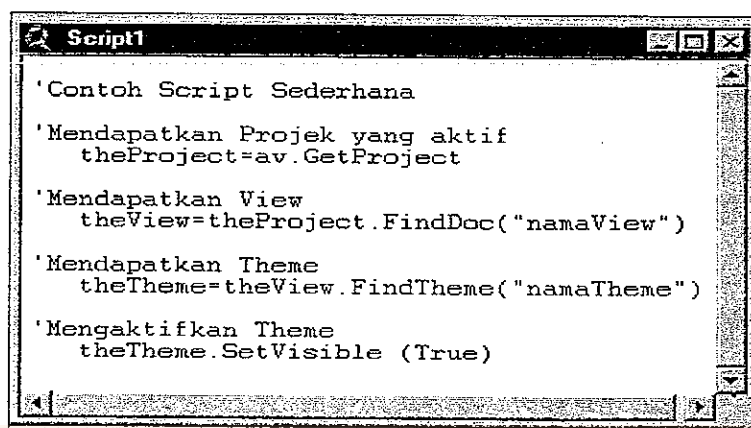 Script1
'Contoh Script Sederhana
'Mendapatkan Projek yang aktif
theProject=av.GetProject
'Mendapatkan View
theView=theProject.FindDoc("namaView")
'Mendapatkan Theme
theTheme=theView.FindTheme("namaTheme")
'Mengaktifkan Theme
theTheme.SetVisible (True)